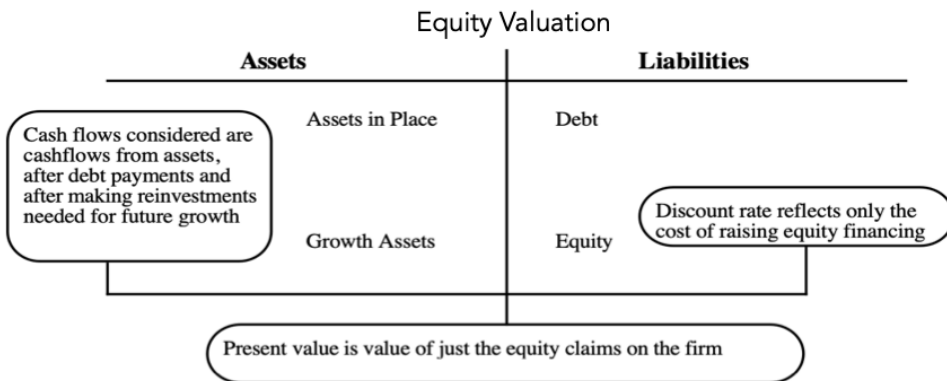 Equity Valuation
Assets
Liabilities
Assets in Place
Debt
Cash flows considered are
cashflows from assets,
after debt payments and
after making reinvestments
needed for future growth
Growth Assets
Equity
Discount rate reflects only the
cost of raising equity financing
Present value is value of just the equity claims on the firm